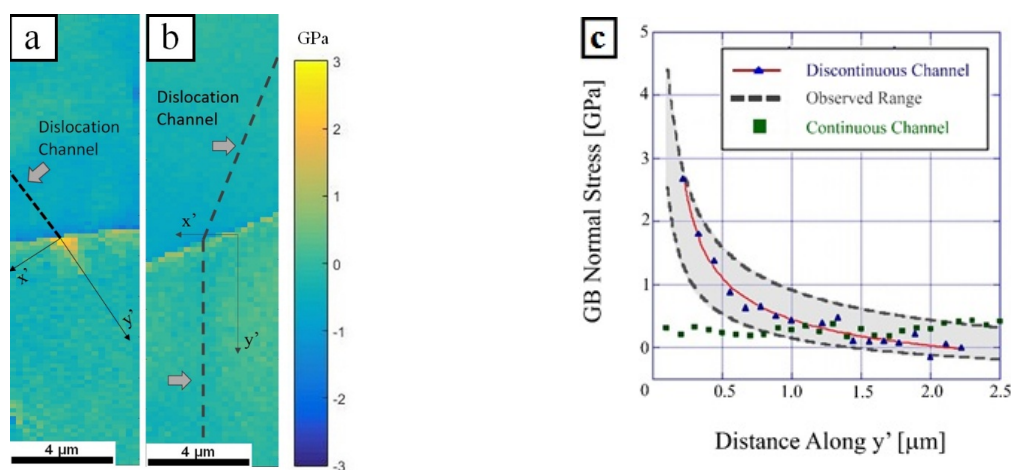 a
Dislocation
Channel
x'
y'
4 µm
b
Dislocation
Channel
x'
y'
4 µm
GPa
3
2
1
0
-1
-2
-3
c
GB Normal Stress [GPa]
5
4
3
2
1
0
Discontinuous Channel
Observed Range
Continuous Channel
0 0.5 1.0 1.5 2.0 2.5
Distance Along y' [µm]